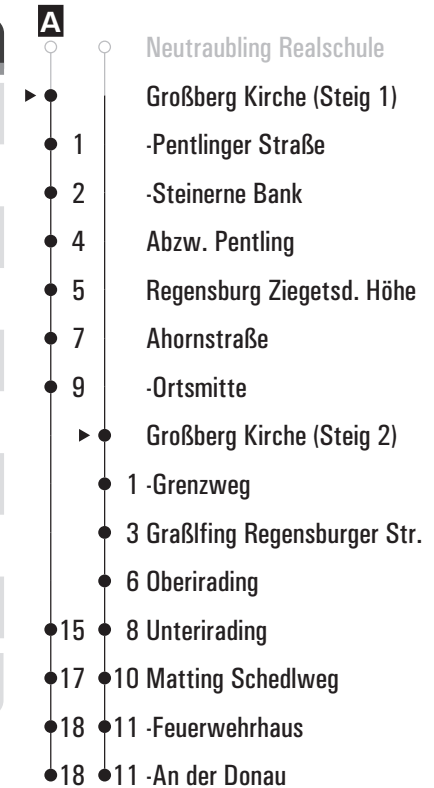 A
Neutraubling Realschule
Großberg Kirche (Steig 1)
1 -Pentlinger Straße
2 -Steinerne Bank
4 Abzw. Pentling
5 Regensburg Ziegetsd. Höhe
7 Ahornstraße
9 -Ortsmitte
Großberg Kirche (Steig 2)
1 -Grenzweg
3 Graßlfing Regensburger Str.
6 Oberirading
15 8 Unterirading
17 10 Matting Schedlweg
18 11 -Feuerwehrhaus
18 11 -An der Donau